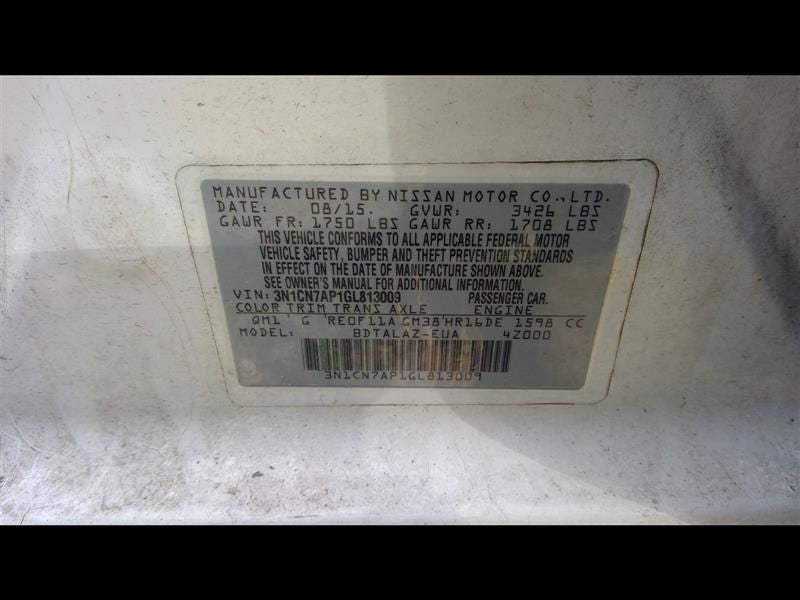 MANUFACTURED BY NISSAN MOTOR CO., LTD.
DATE: 08/15. GVWR: 3426 LBS
GAWR FR: 1750 LBS GAWR RR: 1708 LBS
THIS VEHICLE CONFORMS TO ALL APPLICABLE FEDERAL MOTOR
VEHICLE SAFETY, BUMPER AND THEFT PREVENTION STANDARDS
IN EFFECT ON THE DATE OF MANUFACTURE SHOWN ABOVE.
SEE OWNER'S MANUAL FOR ADDITIONAL INFORMATION.
VIN: 3N1CN7AP1GL813009 PASSENGER CAR.
COLOR TRIM TRANS AXLE ENGINE
QM1' G 'RE0F11A GM38'HR16DE 1598 CC
MODEL: BDTALAZ-EUA 4Z000
3N1CN7AP1GL813009